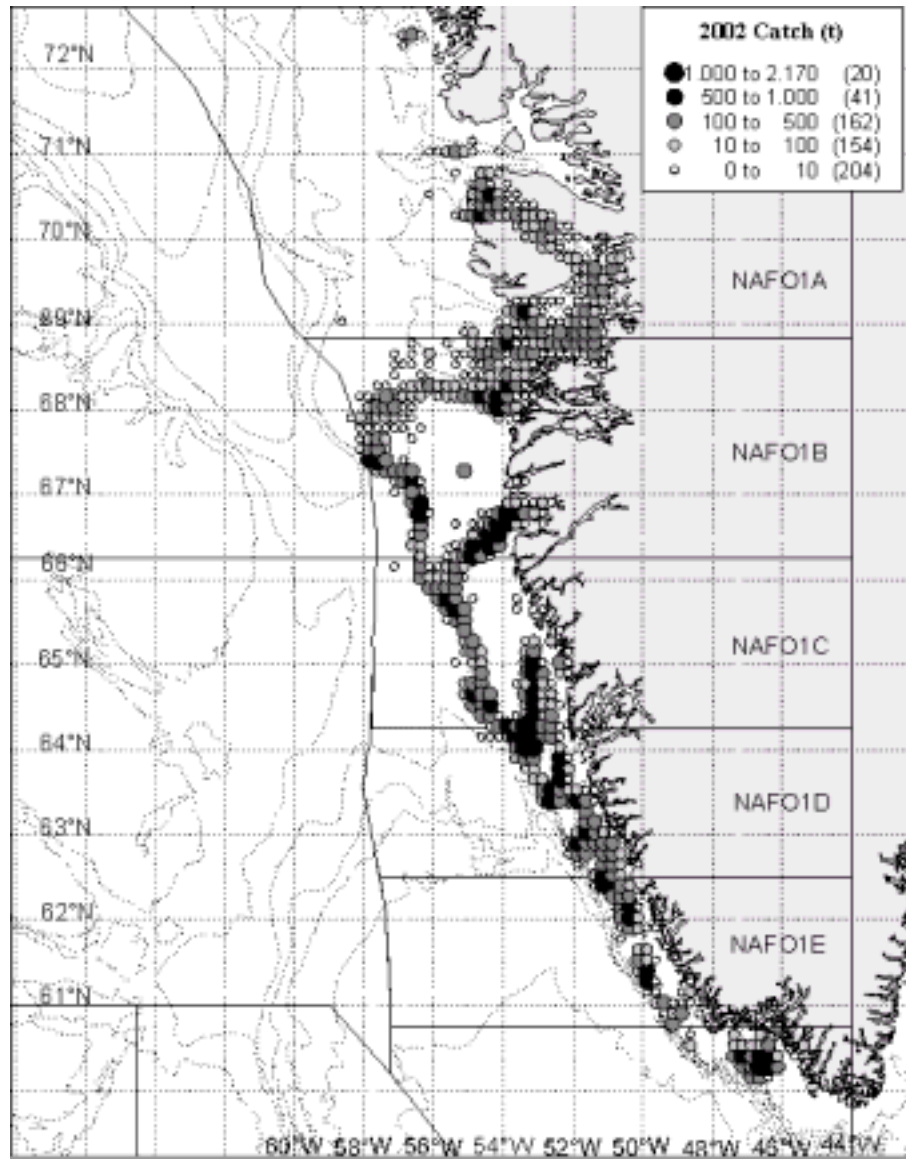 2002 Catch (t)
1.000 to 2.170 (20)
500 to 1.000 (41)
100 to 500 (162)
10 to 100 (154)
0 to 10 (204)
72°N
71°N
70°N
69°N
68°N
67°N
66°N
65°N
64°N
63°N
62°N
61°N
NAFO1A
NAFO1B
NAFO1C
NAFO1D
NAFO1E
60°W 58°W 56°W 54°W 52°W 50°W 48°W 46°W 44°W